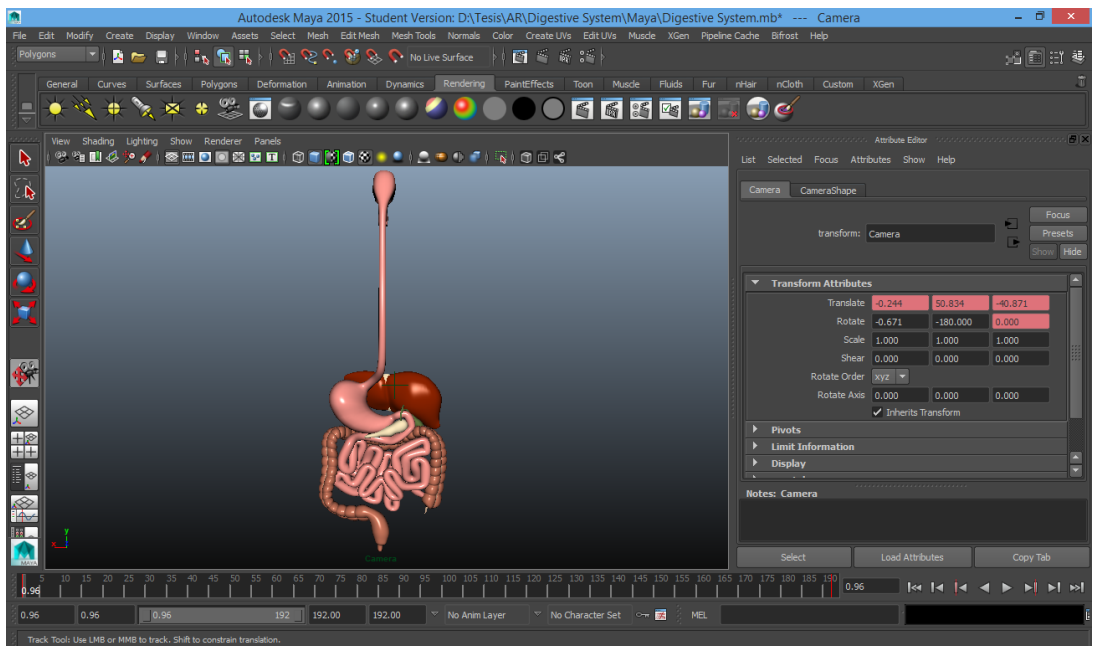 Autodesk Maya 2015 - Student Version: D:\Tesis\AR\Digestive System\Maya\Digestive System.mb* --- Camera
File Edit Modify Create Display Window Assets Select Mesh Edit Mesh Mesh Tools Normals Color Create UVs Edit UVs Muscle XGen Pipeline Cache Bifrost Help
Polygons No Live Surface
General Curves Surfaces Polygons Deformation Animation Dynamics Rendering PaintEffects Toon Muscle Fluids Fur nHair nCloth Custom XGen
View Shading Lighting Show Renderer Panels
Attribute Editor
List Selected Focus Attributes Show Help
Camera CameraShape
transform: Camera
Focus
Presets
Show Hide
Transform Attributes
Translate -0.244 50.834 -40.871
Rotate -0.671 -180.000 0.000
Scale 1.000 1.000 1.000
Shear 0.000 0.000 0.000
Rotate Order xyz
Rotate Axis 0.000 0.000 0.000
Inherits Transform
Pivots
Limit Information
Display
Notes: Camera
Select Load Attributes Copy Tab
y
x
Camera
MAYA
5 10 15 20 25 30 35 40 45 50 55 60 65 70 75 80 85 90 95 100 105 110 115 120 125 130 135 140 145 150 155 160 165 170 175 180 185 190
0.96 0.96
0.96 0.96 0.96 192 192.00 192.00 No Anim Layer No Character Set MEL
Track Tool: Use LMB or MMB to track. Shift to constrain translation.